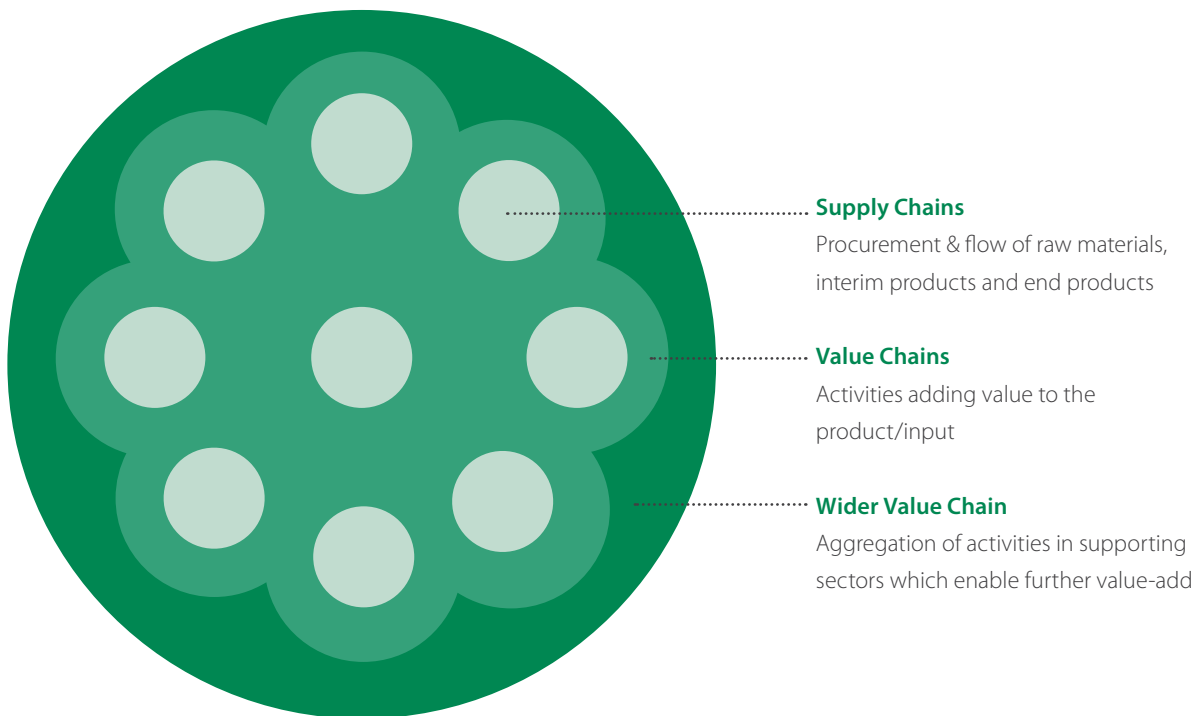 Supply Chains
Procurement & flow of raw materials,
interim products and end products
Value Chains
Activities adding value to the
product/input
Wider Value Chain
Aggregation of activities in supporting
sectors which enable further value-add